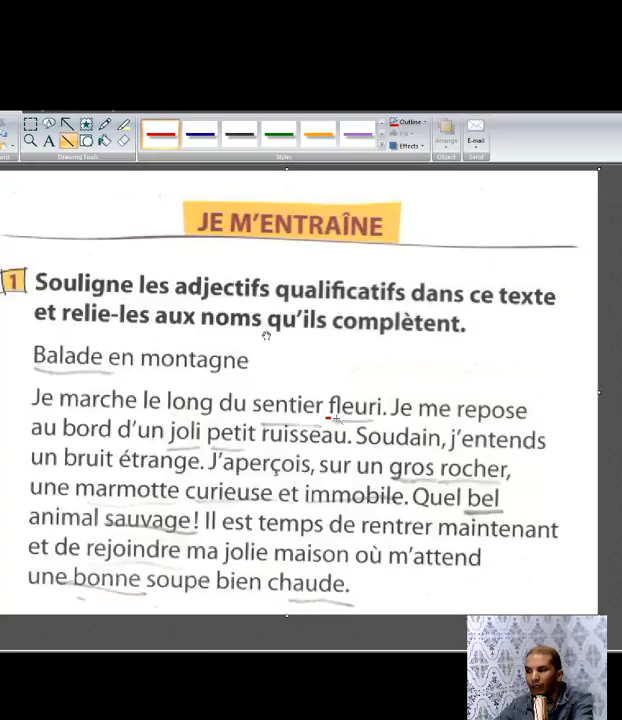 Outline
Fill
Effects
Arrange
E-mail
Drawing Tools
Styles
Object
Send
JE M'ENTRAÎNE
1 Souligne les adjectifs qualificatifs dans ce texte
et relie-les aux noms qu'ils complètent.
Balade en montagne
Je marche le long du sentier fleuri. Je me repose
au bord d'un joli petit ruisseau. Soudain, j'entends
un bruit étrange. J'aperçois, sur un gros rocher,
une marmotte curieuse et immobile. Quel bel
animal sauvage! Il est temps de rentrer maintenant
et de rejoindre ma jolie maison où m'attend
une bonne soupe bien chaude.